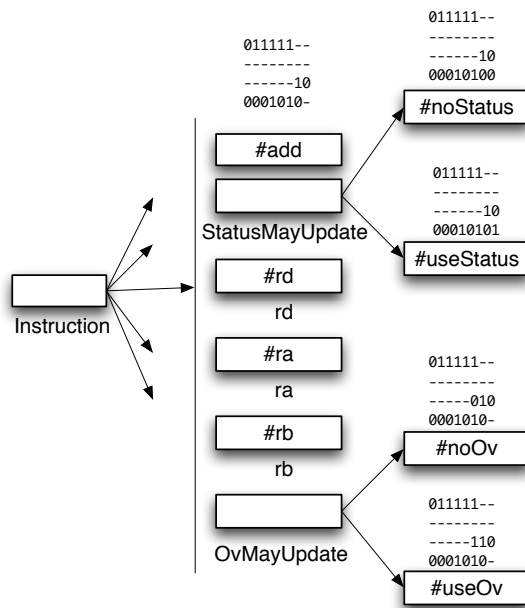 011111--
--------
------10
0001010-
#add
StatusMayUpdate
#rd
rd
#ra
ra
#rb
rb
OvMayUpdate
Instruction
011111--
--------
------10
00010100
#noStatus
011111--
--------
------10
00010101
#useStatus
011111--
--------
-----010
0001010-
#noOv
011111--
--------
-----110
0001010-
#useOv